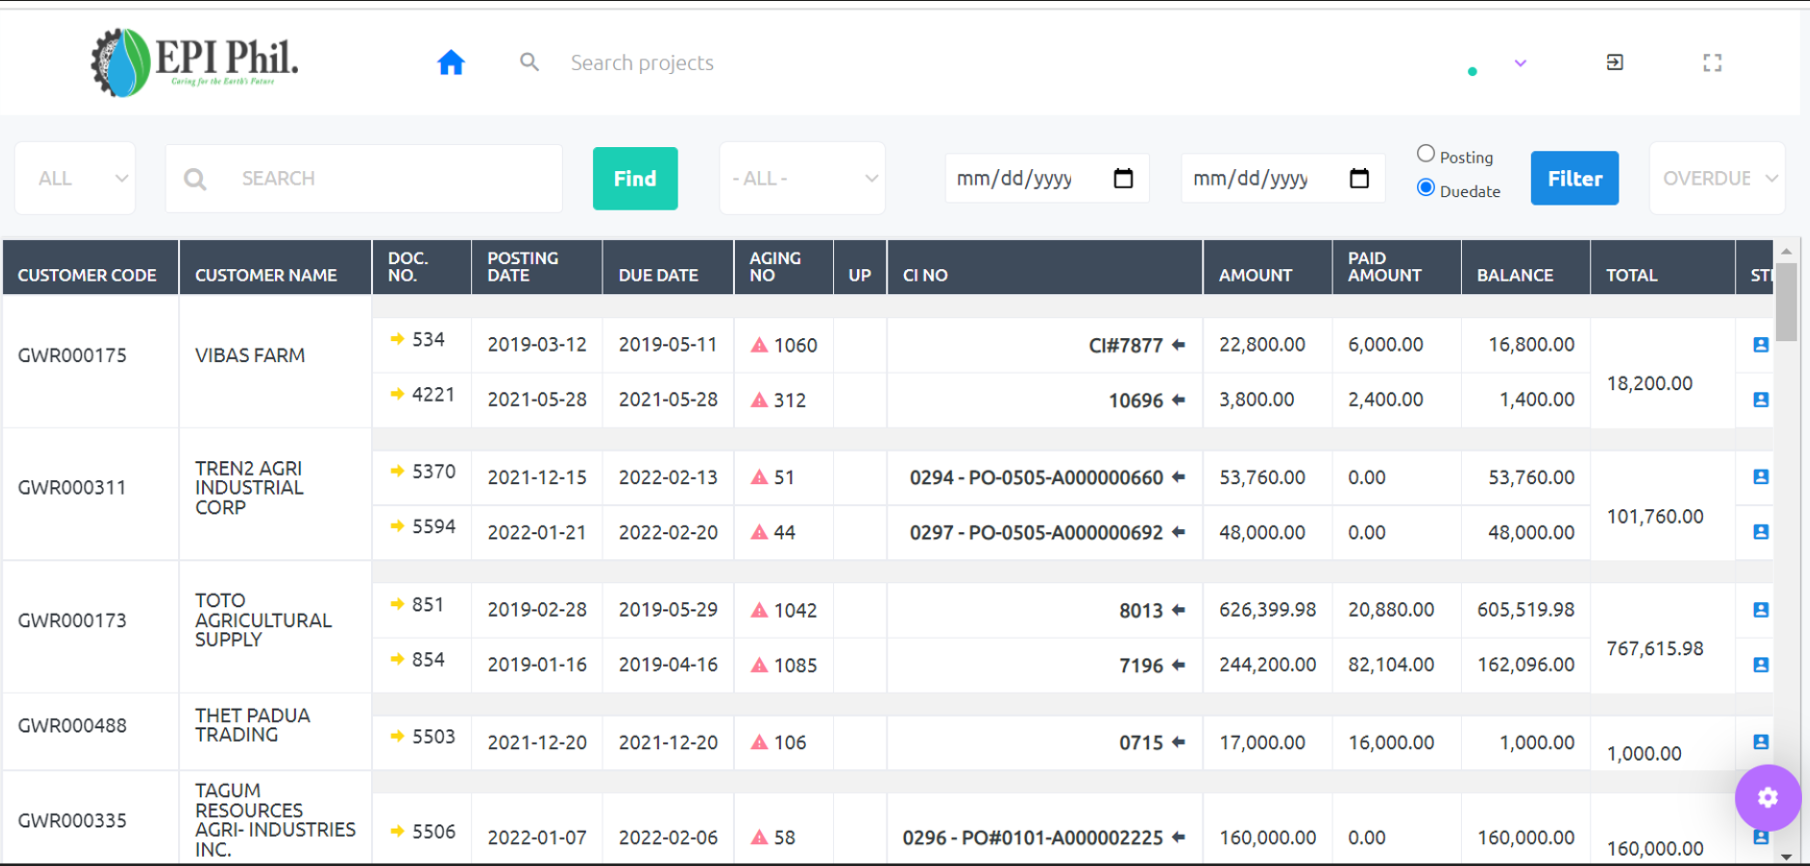 EPI Phil.
Caring for the Earth's Future
Search projects
ALL
SEARCH
Find
- ALL -
mm/dd/yyyy
mm/dd/yyyy
Posting
Duedate
Filter
OVERDUE
CUSTOMER CODE CUSTOMER NAME DOC. NO. POSTING DATE DUE DATE AGING NO UP CI NO AMOUNT PAID AMOUNT BALANCE TOTAL
GWR000175 VIBAS FARM 534 2019-03-12 2019-05-11 1060 CI#7877 22,800.00 6,000.00 16,800.00
4221 2021-05-28 2021-05-28 312 10696 3,800.00 2,400.00 1,400.00
18,200.00
GWR000311
TREN2 AGRI
INDUSTRIAL
CORP
5370 2021-12-15 2022-02-13 51 0294 - PO-0505-A000000660 53,760.00 0.00 53,760.00
5594 2022-01-21 2022-02-20 44 0297 - PO-0505-A000000692 48,000.00 0.00 48,000.00
101,760.00
GWR000173
TOTO
AGRICULTURAL
SUPPLY
851 2019-02-28 2019-05-29 1042 8013 626,399.98 20,880.00 605,519.98
854 2019-01-16 2019-04-16 1085 7196 244,200.00 82,104.00 162,096.00
767,615.98
GWR000488
THET PADUA
TRADING
5503 2021-12-20 2021-12-20 106 0715 17,000.00 16,000.00 1,000.00
1,000.00
GWR000335
TAGUM
RESOURCES
AGRI- INDUSTRIES
INC.
5506 2022-01-07 2022-02-06 58 0296 - PO#0101-A000002225 160,000.00 0.00 160,000.00
160,000.00